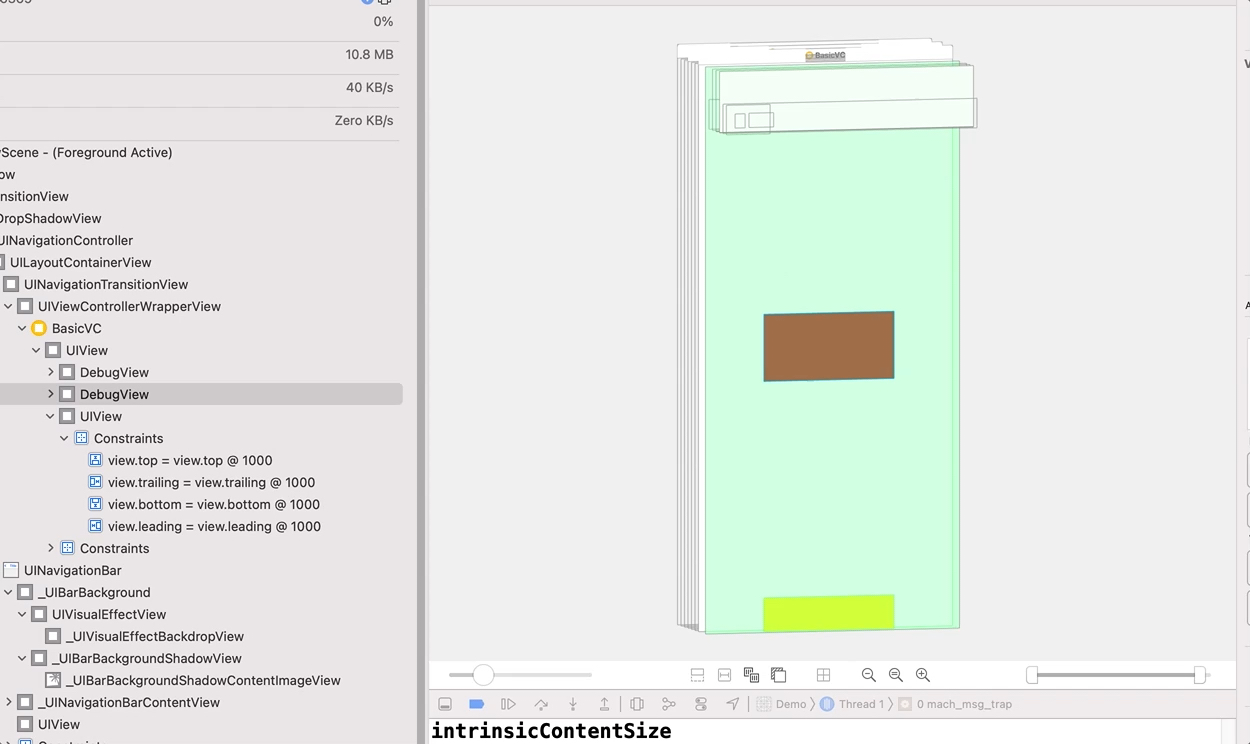 0%
10.8 MB
40 KB/s
Zero KB/s
Scene - (Foreground Active)
ow
nsitionView
DropShadowView
UINavigationController
UILayoutContainerView
UINavigationTransitionView
UIViewControllerWrapperView
BasicVC
UIView
DebugView
DebugView
UIView
Constraints
view.top = view.top @ 1000
view.trailing = view.trailing @ 1000
view.bottom = view.bottom @ 1000
view.leading = view.leading @ 1000
Constraints
UINavigationBar
_UIBarBackground
UIVisualEffectView
_UIVisualEffectBackdropView
_UIBarBackgroundShadowView
_UIBarBackgroundShadowContentImageView
_UINavigationBarContentView
UIView
BasicVC
Demo
Thread 1
0 mach_msg_trap
intrinsicContentSize